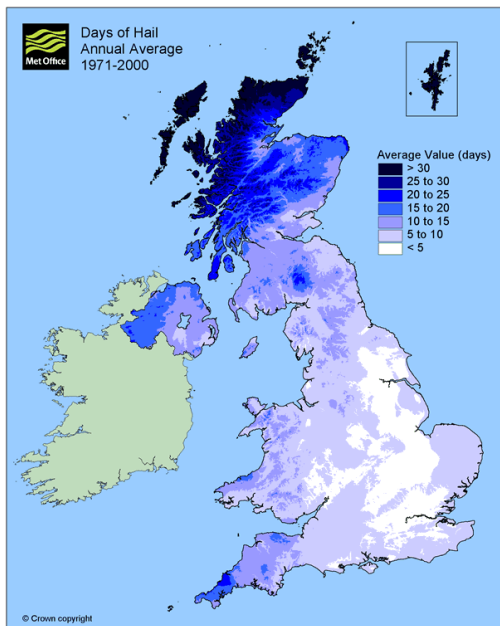 Met Office
Days of Hail
Annual Average
1971-2000
Average Value (days)
> 30
25 to 30
20 to 25
15 to 20
10 to 15
5 to 10
< 5
© Crown copyright